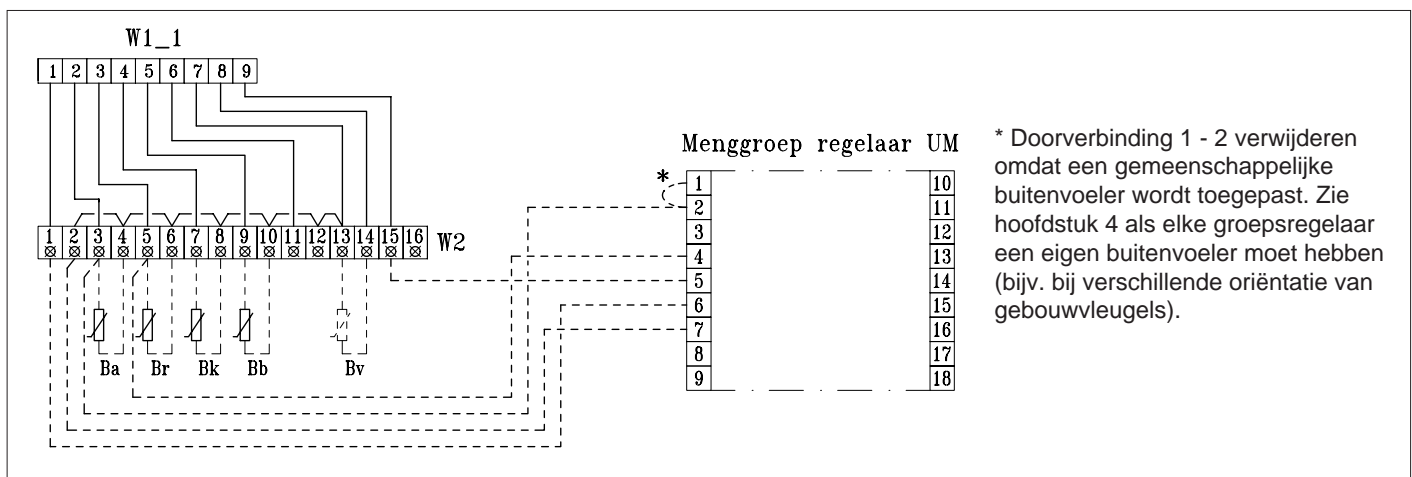 W1_1
1 2 3 4 5 6 7 8 9
Menggroep regelaar UM
*
1 10
2 11
3 12
4 13
5 14
6 15
7 16
8 17
9 18
1 2 3 4 5 6 7 8 9 10 11 12 13 14 15 16 W2
Ba Br Bk Bb Bv
* Doorverbinding 1 - 2 verwijderen
omdat een gemeenschappelijke
buitenvoeler wordt toegepast. Zie
hoofdstuk 4 als elke groepsregelaar
een eigen buitenvoeler moet hebben
(bijv. bij verschillende oriëntatie van
gebouwvleugels).